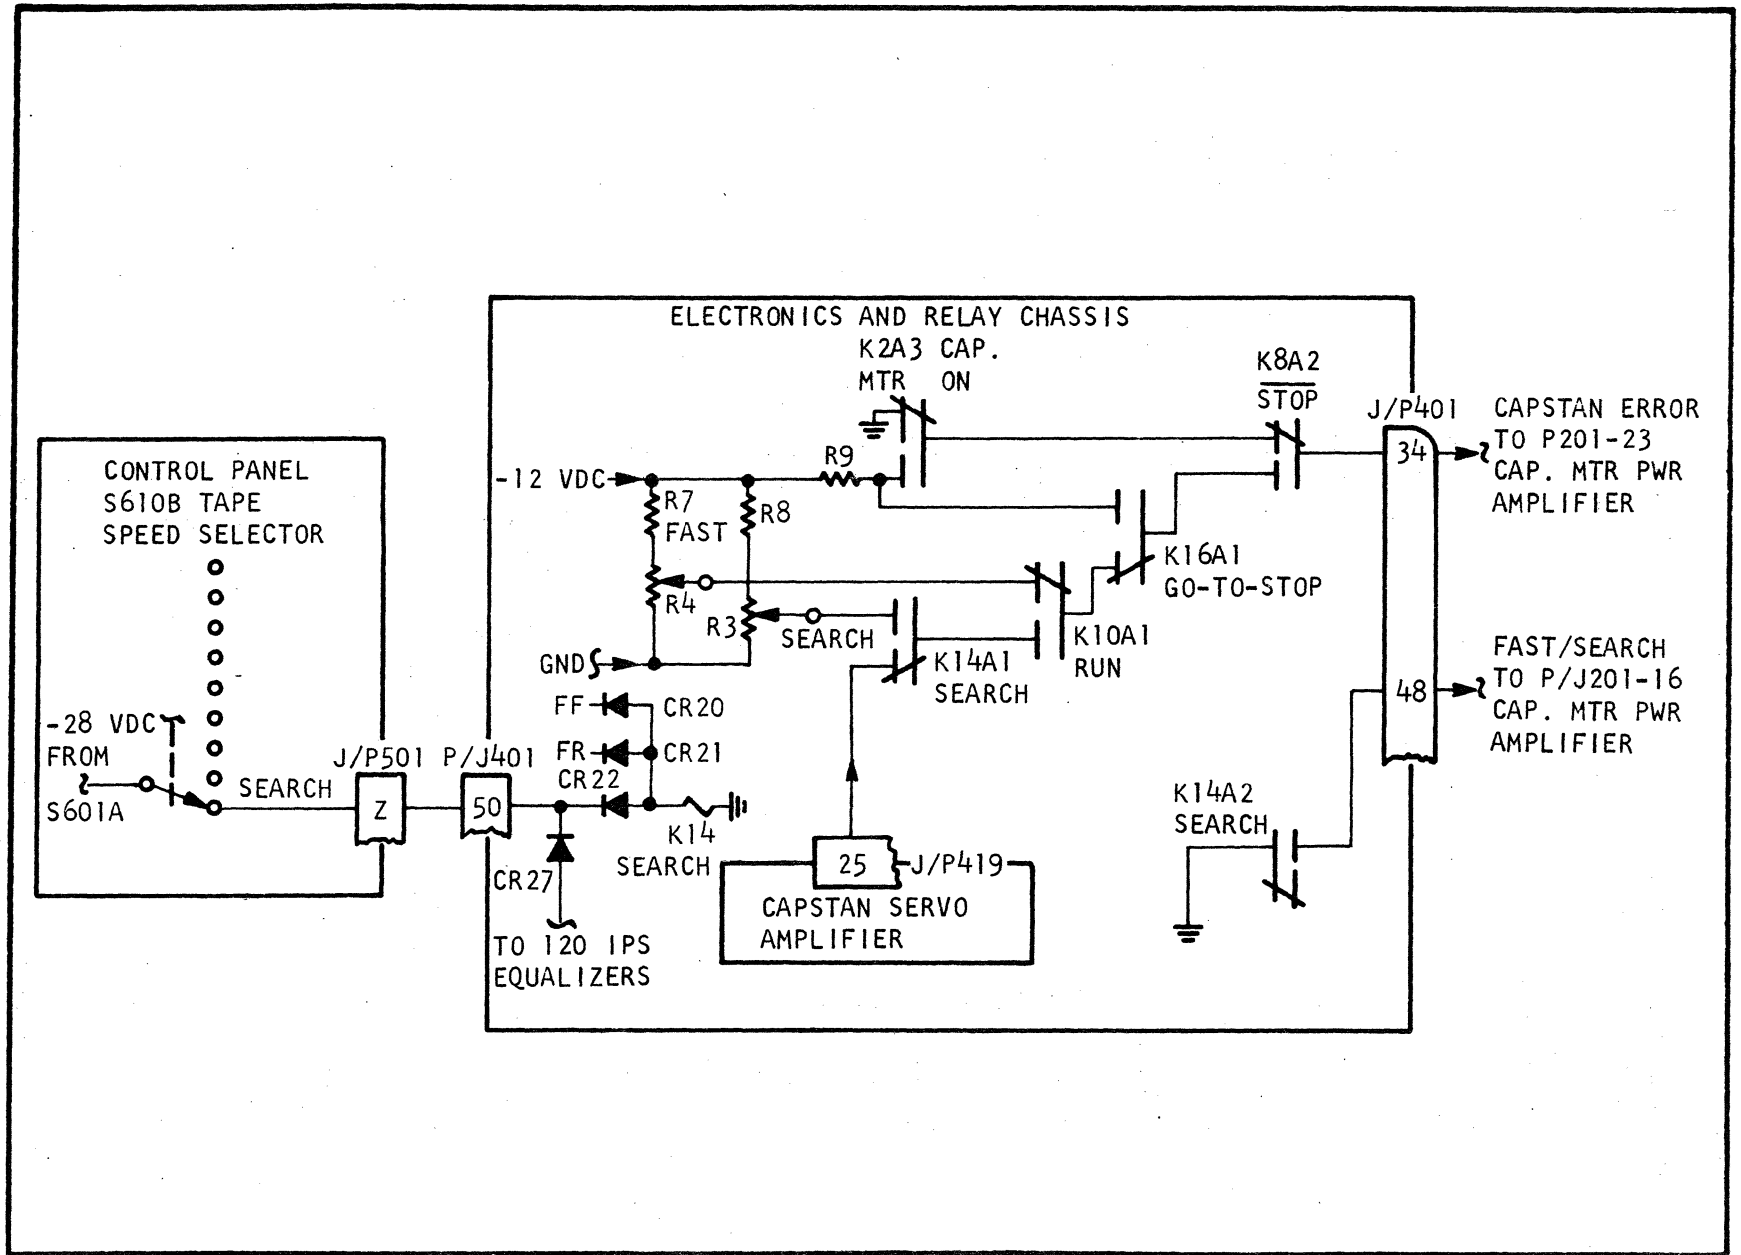 ELECTRONICS AND RELAY CHASSIS
K2A3 CAP.
MTR ON
K8A2
STOP
J/P401
34
CAPSTAN ERROR
TO P201-23
CAP. MTR PWR
AMPLIFIER
CONTROL PANEL
S610B TAPE
SPEED SELECTOR
-12 VDC
R9
R7
FAST
R8
K16A1
GO-TO-STOP
R4
R3
SEARCH
K10A1
RUN
GND
K14A1
SEARCH
48
FAST/SEARCH
TO P/J201-16
CAP. MTR PWR
AMPLIFIER
FF
CR20
FR
CR21
CR22
-28 VDC
FROM
S601A
SEARCH
J/P501
Z
P/J401
50
K14
SEARCH
CR27
TO 120 IPS
EQUALIZERS
25
J/P419
CAPSTAN SERVO
AMPLIFIER
K14A2
SEARCH